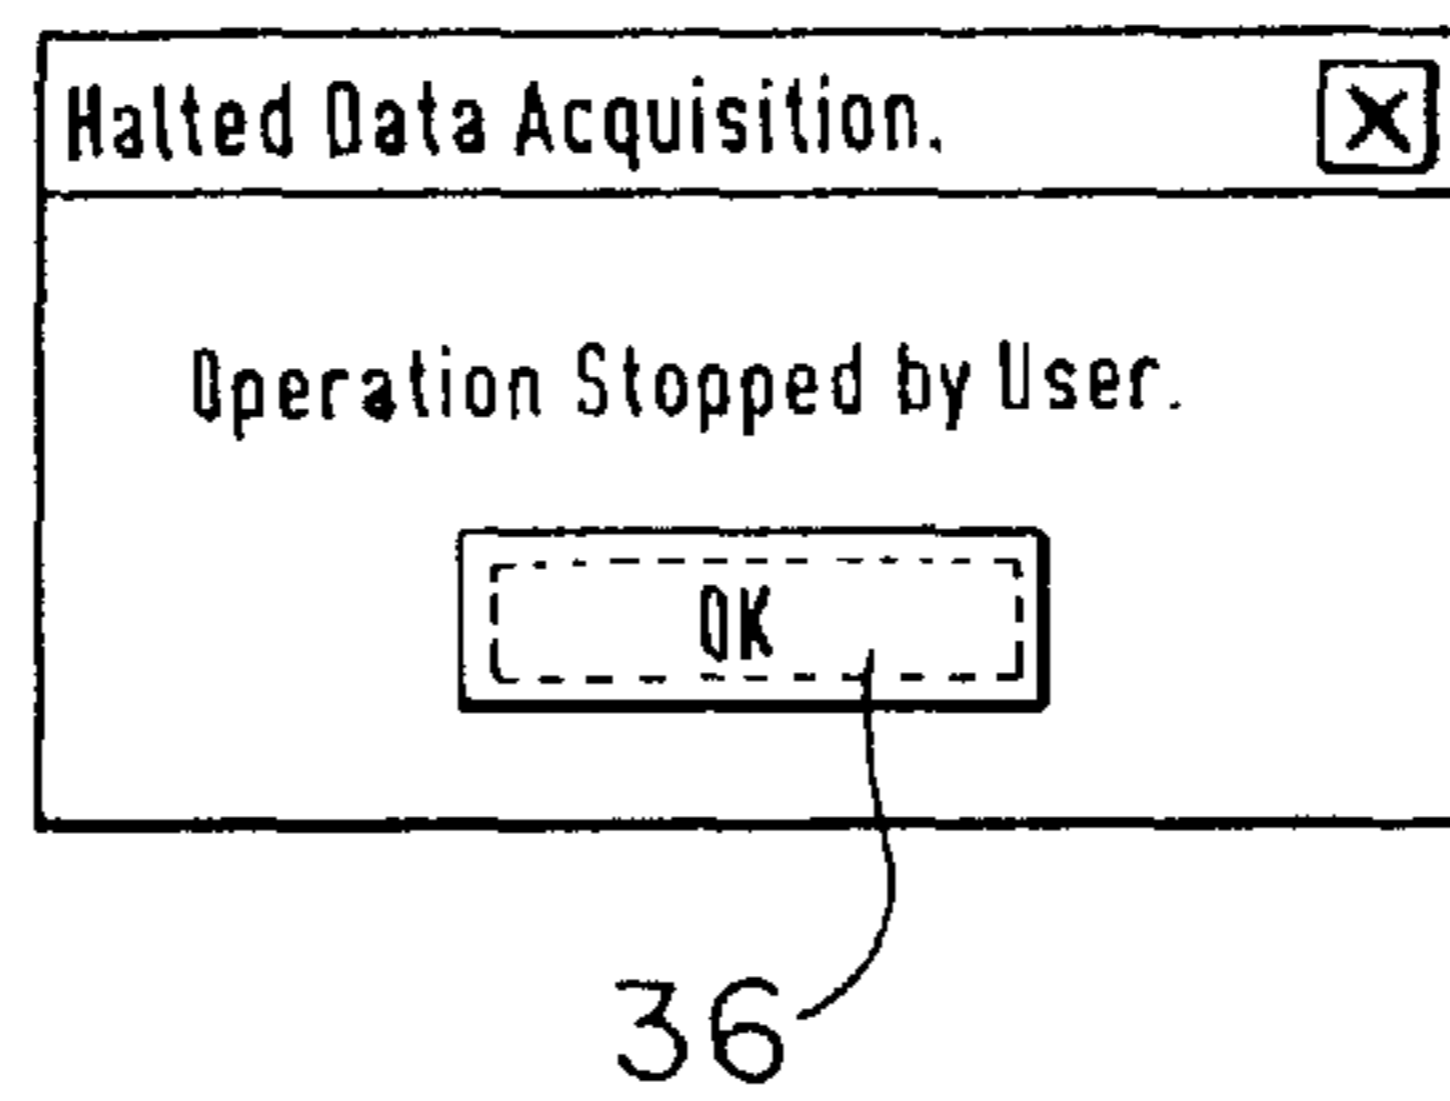 Halted Data Acquisition.
Operation Stopped by User.
OK
36